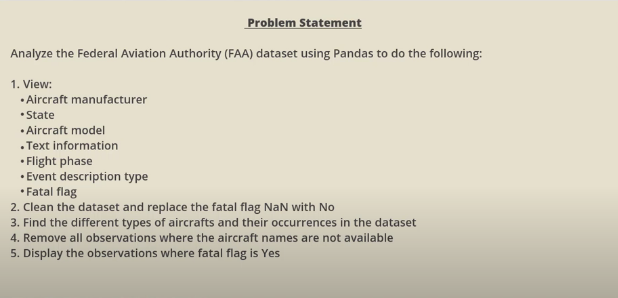 Problem Statement
Analyze the Federal Aviation Authority (FAA) dataset using Pandas to do the following:
1. View:
• Aircraft manufacturer
• State
• Aircraft model
• Text information
• Flight phase
• Event description type
• Fatal flag
2. Clean the dataset and replace the fatal flag NaN with No
3. Find the different types of aircrafts and their occurrences in the dataset
4. Remove all observations where the aircraft names are not available
5. Display the observations where fatal flag is Yes